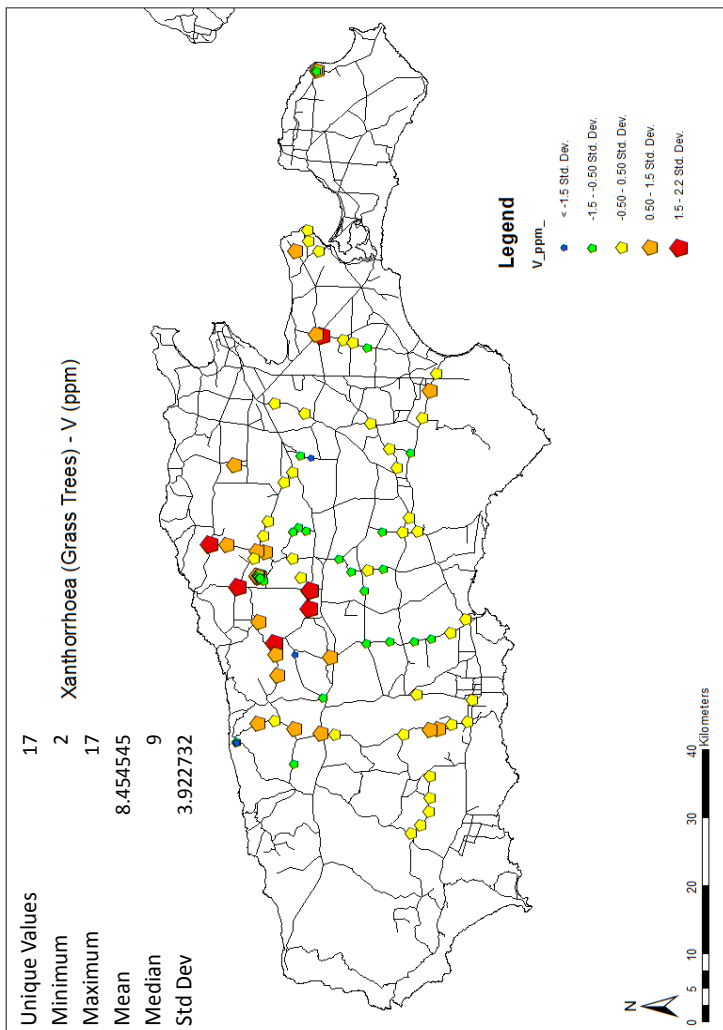 Unique Values 17
Minimum 2
Maximum 17
Mean 8.454545
Median 9
Std Dev 3.922732
Xanthorrhoea (Grass Trees) - V (ppm)
Legend
V_ppm_
< -1.5 Std. Dev.
-1.5 - -0.50 Std. Dev.
-0.50 - 0.50 Std. Dev.
0.50 - 1.5 Std. Dev.
1.5 - 2.2 Std. Dev.
N
0 5 10 20 30 40
Kilometers